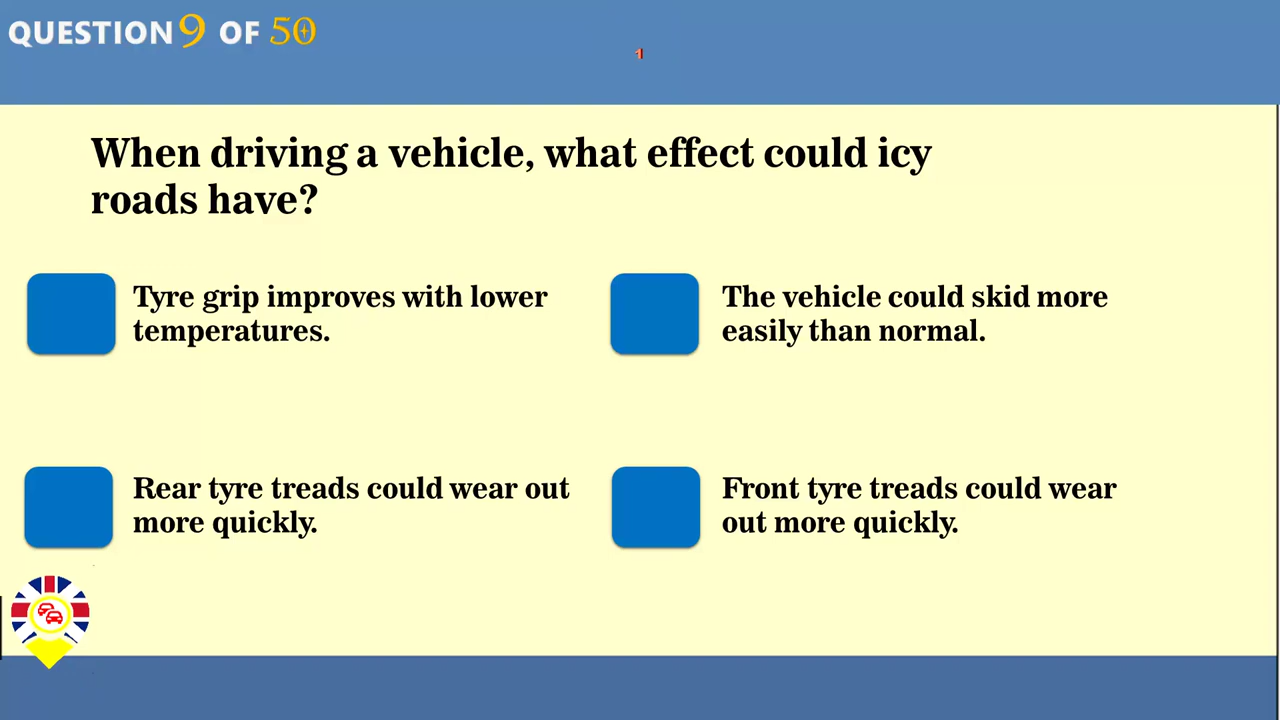 QUESTION 9 OF 50
When driving a vehicle, what effect could icy
roads have?
Tyre grip improves with lower
temperatures.
The vehicle could skid more
easily than normal.
Rear tyre treads could wear out
more quickly.
Front tyre treads could wear
out more quickly.